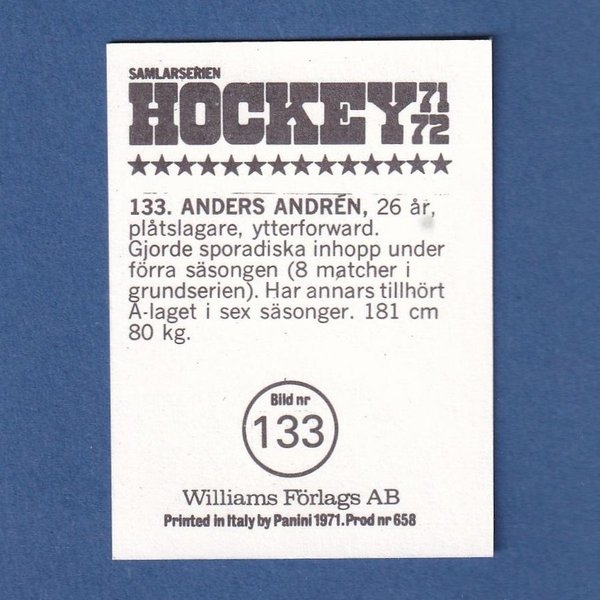 SAMLARSERIEN
HOCKEY 71 72
133. ANDERS ANDRÉN, 26 år,
plåtslagare, ytterforward.
Gjorde sporadiska inhopp under
förra säsongen (8 matcher i
grundserien). Har annars tillhört
A-laget i sex säsonger. 181 cm
80 kg.
Bild nr
133
Williams Förlags AB
Printed in Italy by Panini 1971. Prod nr 658